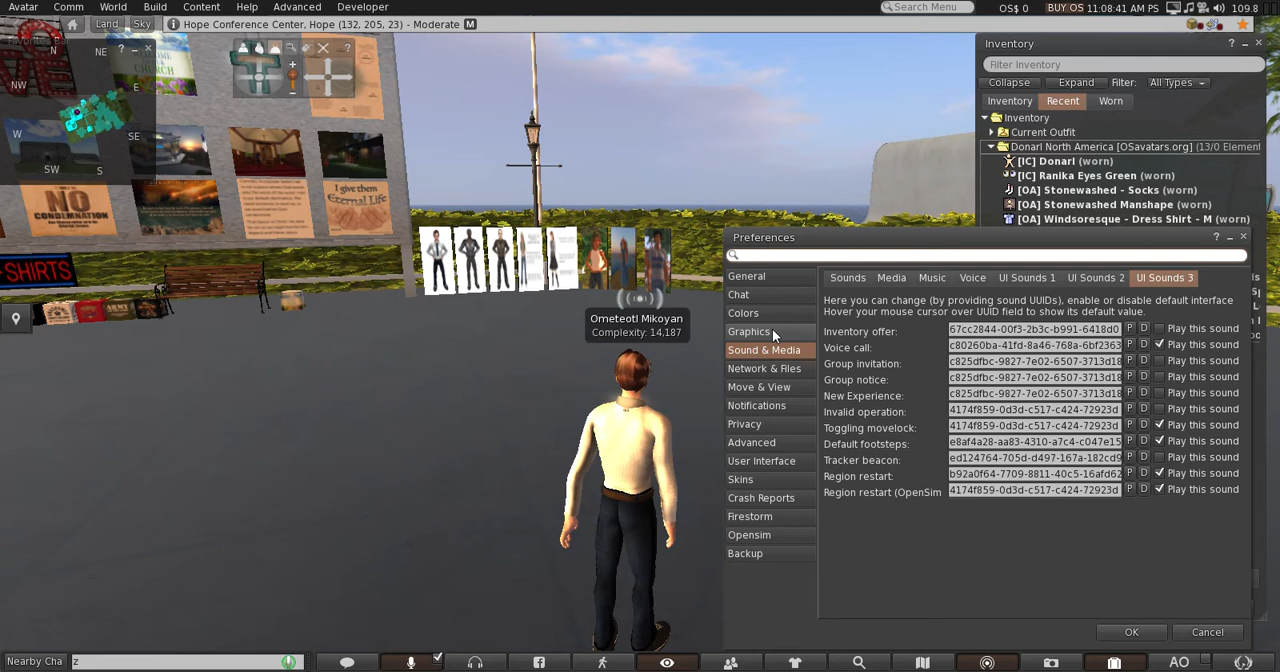 Avatar Comm World Build Content Help Advanced Developer
Search Menu
OS$ 0 BUY OS 11:08:41 AM PS 109.8
Land Sky Hope Conference Center, Hope (132, 205, 23) - Moderate M
Favorites Bar
N NE E SE S SW W NW
NO
CONDEMNATION
I give them
Eternal Life
-SHIRTS
Ometeotl Mikoyan
Complexity: 14,187
Inventory
Filter Inventory
Collapse Expand Filter: All Types
Inventory Recent Worn
Inventory
Current Outfit
Donarl North America [OSavatars.org] (13/0 Element
[IC] Donarl (worn)
[IC] Ranika Eyes Green (worn)
[OA] Stonewashed - Socks (worn)
[OA] Stonewashed Manshape (worn)
[OA] Windsoresque - Dress Shirt - M (worn)
Preferences
General
Chat
Colors
Graphics
Sound & Media
Network & Files
Move & View
Notifications
Privacy
Advanced
User Interface
Skins
Crash Reports
Firestorm
Opensim
Backup
Sounds Media Music Voice UI Sounds 1 UI Sounds 2 UI Sounds 3
Here you can change (by providing sound UUIDs), enable or disable default interface
Hover your mouse cursor over UUID field to show its default value.
Inventory offer: 67cc2844-00f3-2b3c-b991-6418d0 P D Play this sound
Voice call: c80260ba-41fd-8a46-768a-6bf2363 P D Play this sound
Group invitation: c825dfbc-9827-7e02-6507-3713d18 P D Play this sound
Group notice: c825dfbc-9827-7e02-6507-3713d18 P D Play this sound
New Experience: c825dfbc-9827-7e02-6507-3713d18 P D Play this sound
Invalid operation: 4174f859-0d3d-c517-c424-72923d P D Play this sound
Toggling movelock: 4174f859-0d3d-c517-c424-72923d P D Play this sound
Default footsteps: e8af4a28-aa83-4310-a7c4-c047e15 P D Play this sound
Tracker beacon: ed124764-705d-d497-167a-182cd9 P D Play this sound
Region restart: b92a0f64-7709-8811-40c5-16afd62 P D Play this sound
Region restart (OpenSim 4174f859-0d3d-c517-c424-72923d P D Play this sound
OK Cancel
Nearby Cha z
AO